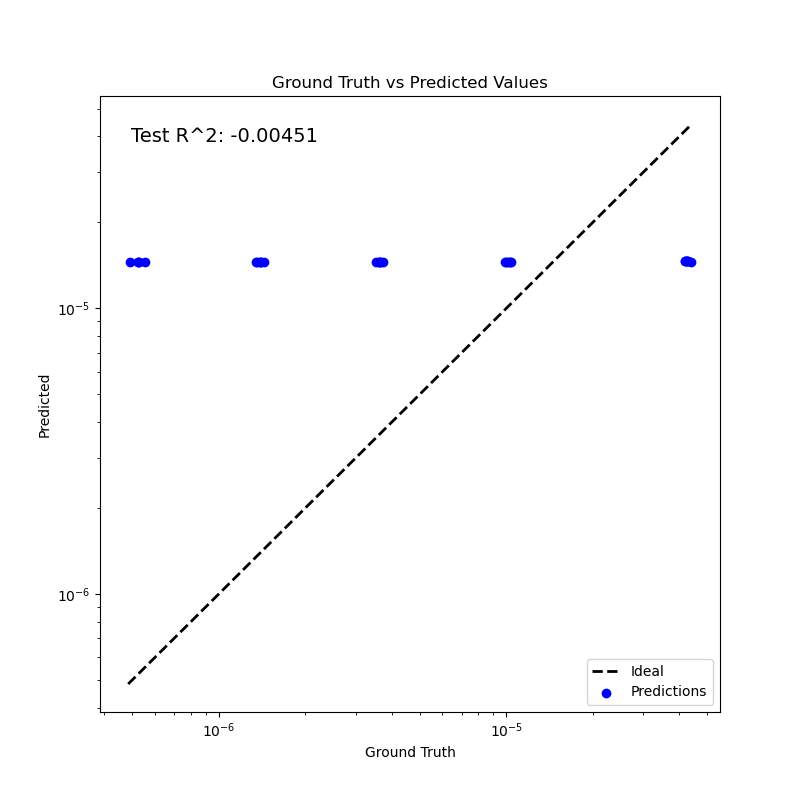 Ground Truth vs Predicted Values
Test R^2: -0.00451
Predicted
10⁻⁵
10⁻⁶
10⁻⁶
10⁻⁵
Ground Truth
Ideal
Predictions